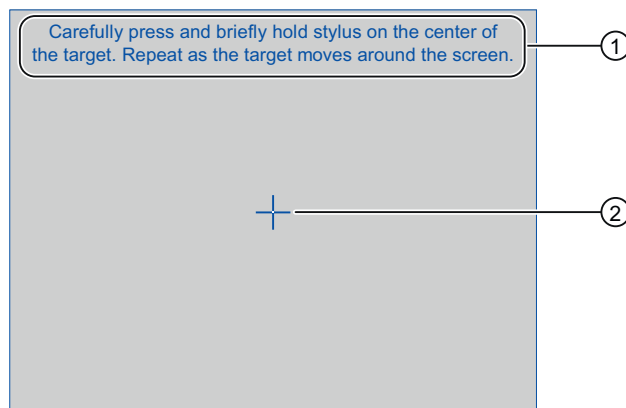 Carefully press and briefly hold stylus on the center of
the target. Repeat as the target moves around the screen.
1
2